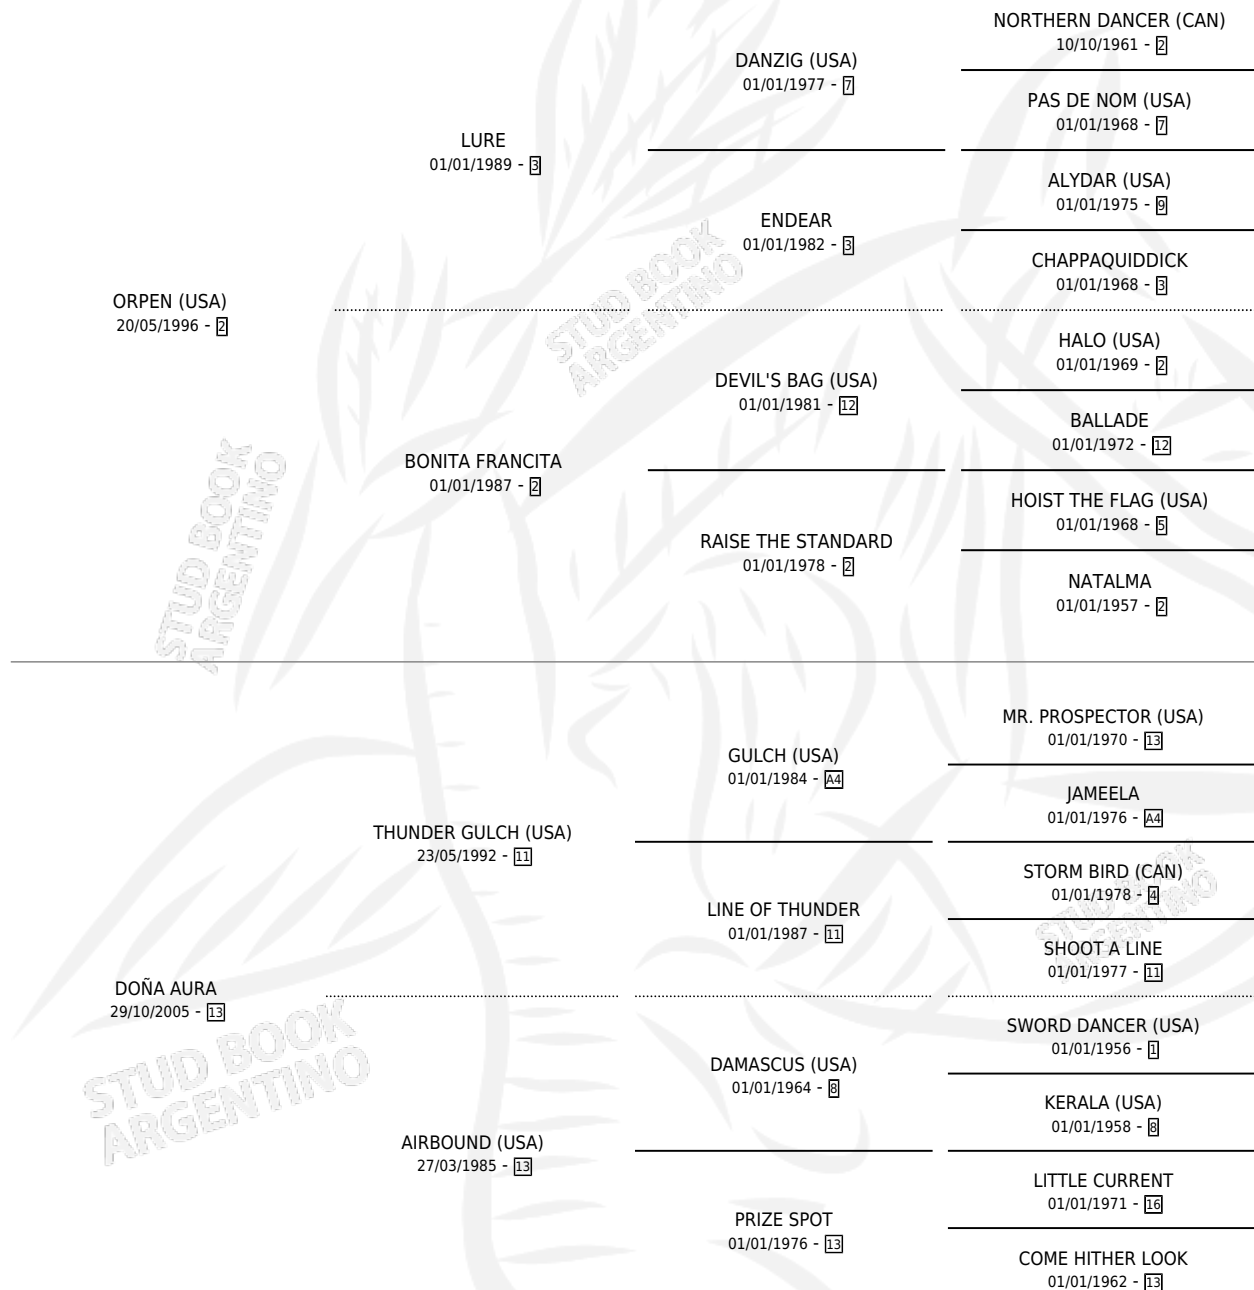 NORTHERN DANCER (CAN)
10/10/1961 - 2
DANZIG (USA)
01/01/1977 - 7
PAS DE NOM (USA)
01/01/1968 - 7
LURE
01/01/1989 - 3
ALYDAR (USA)
01/01/1975 - 9
ENDEAR
01/01/1982 - 3
CHAPPAQUIDDICK
01/01/1968 - 3
ORPEN (USA)
20/05/1996 - 2
HALO (USA)
01/01/1969 - 2
DEVIL'S BAG (USA)
01/01/1981 - 12
BALLADE
01/01/1972 - 12
BONITA FRANCITA
01/01/1987 - 2
HOIST THE FLAG (USA)
01/01/1968 - 5
RAISE THE STANDARD
01/01/1978 - 2
NATALMA
01/01/1957 - 2
MR. PROSPECTOR (USA)
01/01/1970 - 13
GULCH (USA)
01/01/1984 - A4
JAMEELA
01/01/1976 - A4
THUNDER GULCH (USA)
23/05/1992 - 11
STORM BIRD (CAN)
01/01/1978 - 4
LINE OF THUNDER
01/01/1987 - 11
SHOOT A LINE
01/01/1977 - 11
DOÑA AURA
29/10/2005 - 13
SWORD DANCER (USA)
01/01/1956 - 1
DAMASCUS (USA)
01/01/1964 - 8
KERALA (USA)
01/01/1958 - 8
AIRBOUND (USA)
27/03/1985 - 13
LITTLE CURRENT
01/01/1971 - 16
PRIZE SPOT
01/01/1976 - 13
COME HITHER LOOK
01/01/1962 - 13
STUD BOOK
ARGENTINO
STUD BOOK
ARGENTINO
STUD BOOK
ARGENTINO
STUD BOOK
ARGENTINO